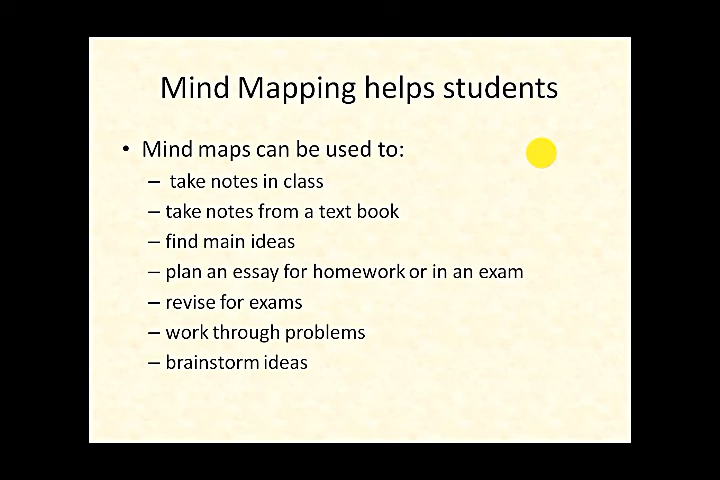 Mind Mapping helps students
• Mind maps can be used to:
– take notes in class
– take notes from a text book
– find main ideas
– plan an essay for homework or in an exam
– revise for exams
– work through problems
– brainstorm ideas